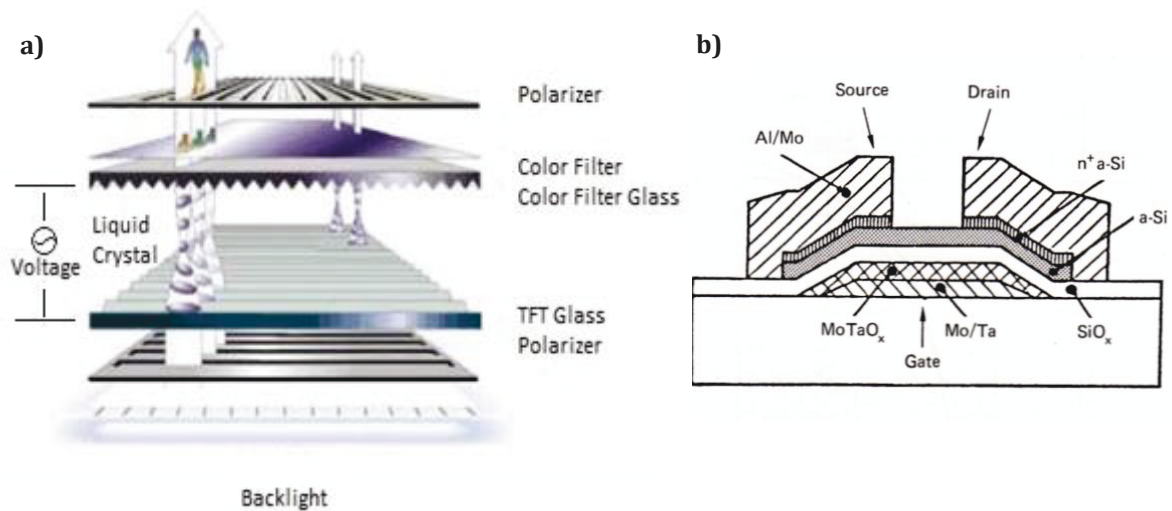 a)
Polarizer
Color Filter
Color Filter Glass
Liquid
Crystal
Voltage
TFT Glass
Polarizer
Backlight
b)
Source
Drain
Al/Mo
n+ a-Si
a-Si
MoTaOx
Mo/Ta
SiOx
Gate